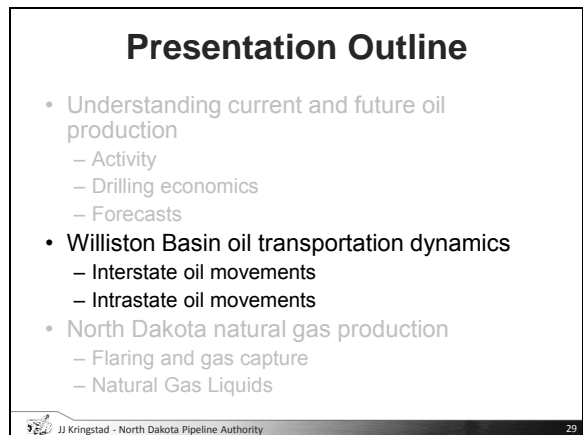 Presentation Outline
• Understanding current and future oil
production
– Activity
– Drilling economics
– Forecasts
• Williston Basin oil transportation dynamics
– Interstate oil movements
– Intrastate oil movements
• North Dakota natural gas production
– Flaring and gas capture
– Natural Gas Liquids
JJ Kringstad - North Dakota Pipeline Authority 29